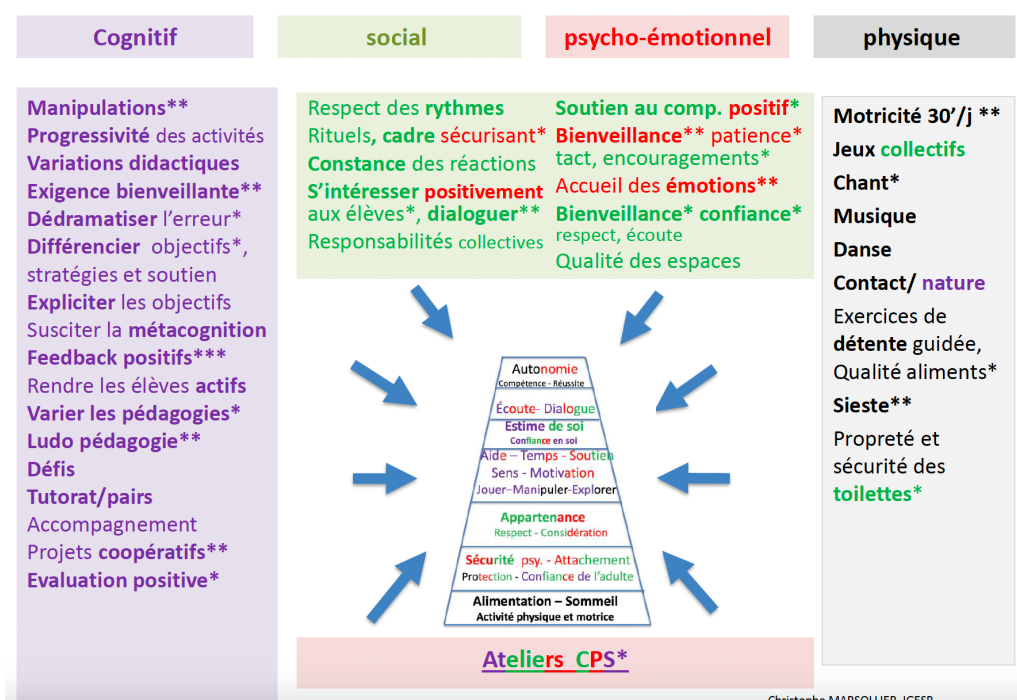 Cognitif
social
psycho-émotionnel
physique
Manipulations**
Progressivité des activités
Variations didactiques
Exigence bienveillante**
Dédramatiser l'erreur*
Différencier objectifs*,
stratégies et soutien
Expliciter les objectifs
Susciter la métacognition
Feedback positifs***
Rendre les élèves actifs
Varier les pédagogies*
Ludo pédagogie**
Défis
Tutorat/pairs
Accompagnement
Projets coopératifs**
Evaluation positive*
Respect des rythmes
Rituels, cadre sécurisant*
Constance des réactions
S'intéresser positivement
aux élèves*, dialoguer**
Responsabilités collectives
Soutien au comp. positif*
Bienveillance** patience*
tact, encouragements*
Accueil des émotions**
Bienveillance* confiance*
respect, écoute
Qualité des espaces
Motricité 30'/j **
Jeux collectifs
Chant*
Musique
Danse
Contact/ nature
Exercices de
détente guidée,
Qualité aliments*
Sieste**
Propreté et
sécurité des
toilettes*
Autonomie
Compétence - Réussite
Écoute- Dialogue
Estime de soi
Confiance en soi
Aide – Temps - Soutien
Sens - Motivation
Jouer–Manipuler-Explorer
Appartenance
Respect - Considération
Sécurité psy. - Attachement
Protection - Confiance de l'adulte
Alimentation – Sommeil
Activité physique et motrice
Ateliers CPS*
Christophe MARSOLLIER, IGESR